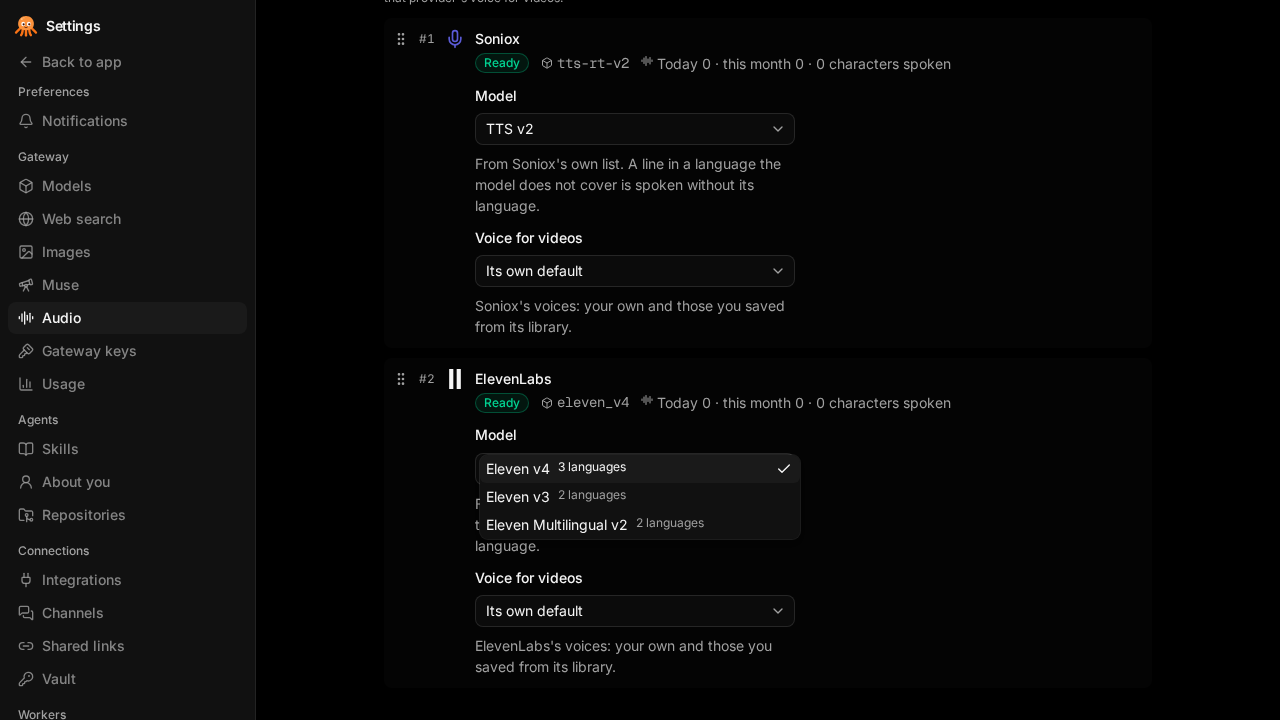 Settings
Back to app
Preferences
Notifications
Gateway
Models
Web search
Images
Muse
Audio
Gateway keys
Usage
Agents
Skills
About you
Repositories
Connections
Integrations
Channels
Shared links
Vault
Workers
#1
Soniox
Ready
tts-rt-v2
Today 0 · this month 0 · 0 characters spoken
Model
TTS v2
From Soniox's own list. A line in a language the
model does not cover is spoken without its
language.
Voice for videos
Its own default
Soniox's voices: your own and those you saved
from its library.
#2
ElevenLabs
Ready
eleven_v4
Today 0 · this month 0 · 0 characters spoken
Model
Eleven v4 3 languages
Eleven v3 2 languages
Eleven Multilingual v2 2 languages
language.
Voice for videos
Its own default
ElevenLabs's voices: your own and those you
saved from its library.